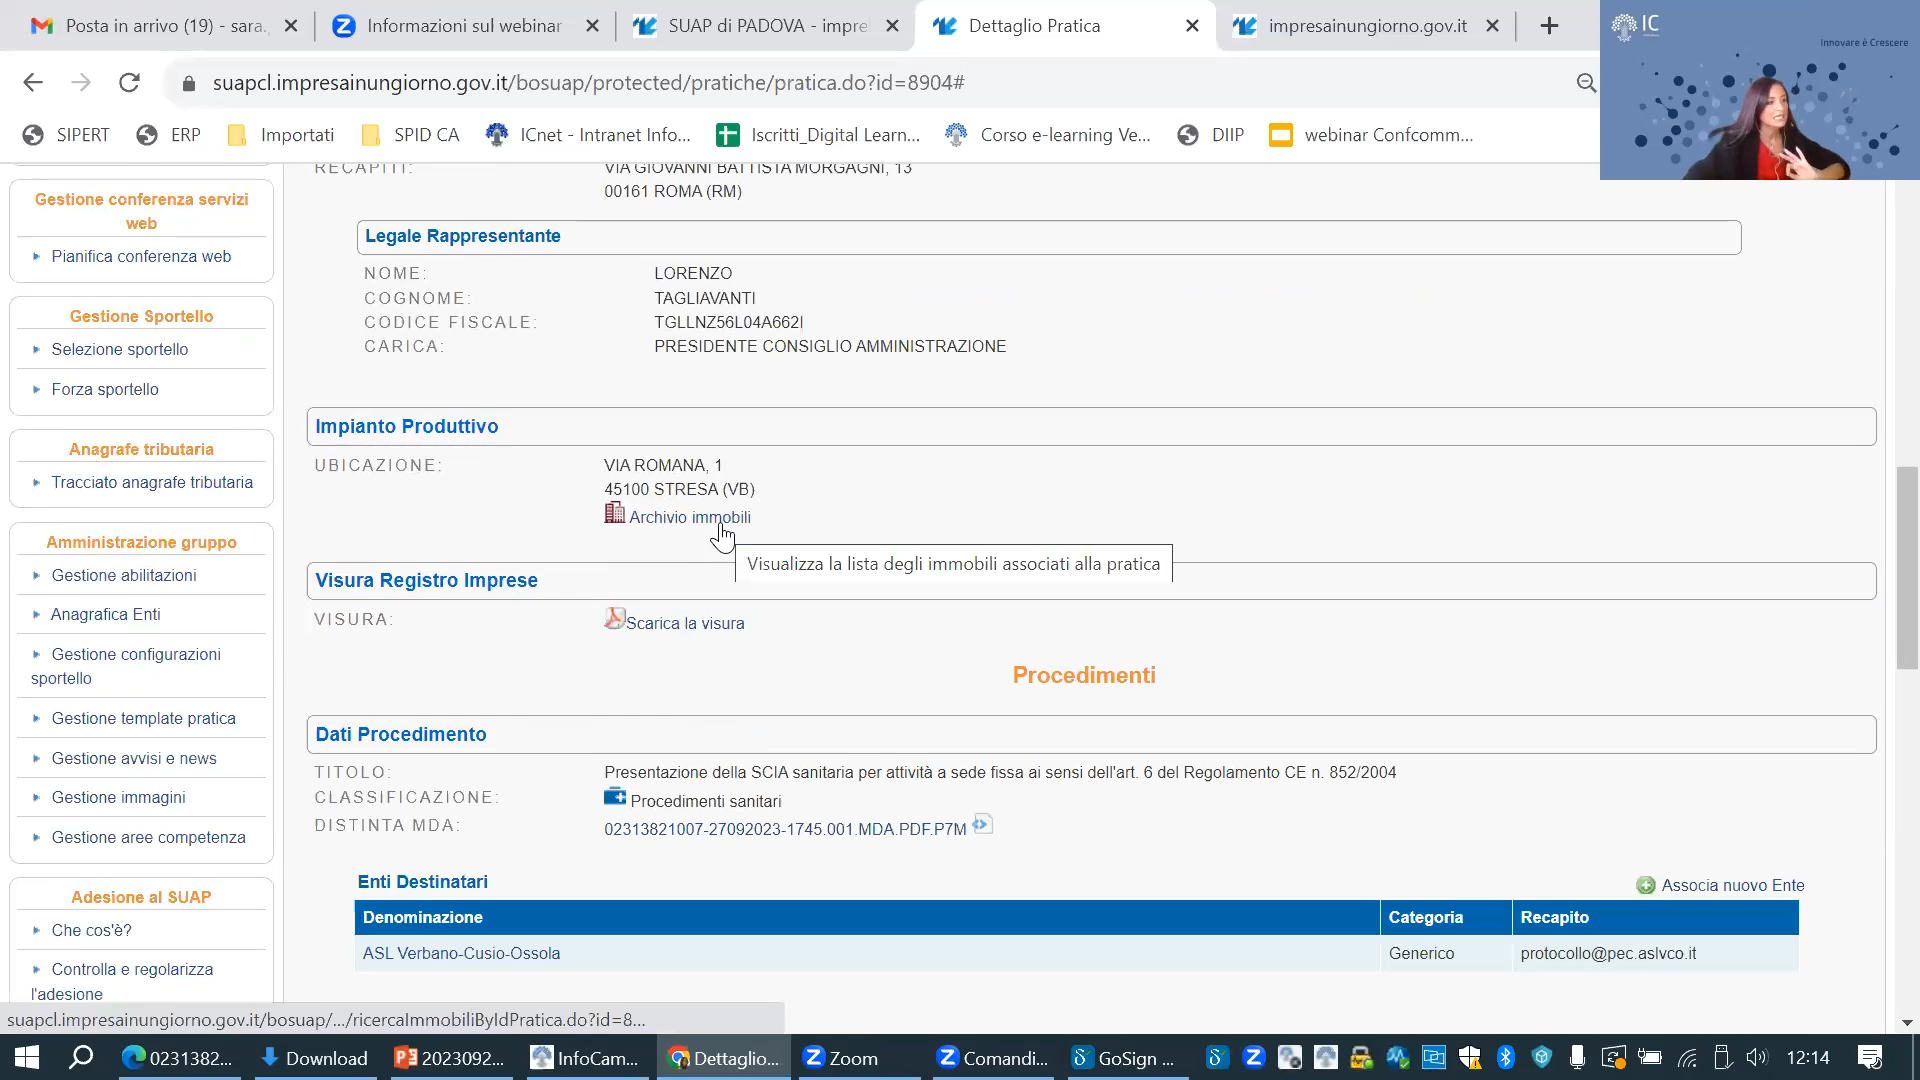 Posta in arrivo (19) - sara.
Informazioni sul webinar
SUAP di PADOVA - impre
Dettaglio Pratica
impresainungiorno.gov.it
IC
Innovare è Crescere
suapcl.impresainungiorno.gov.it/bosuap/protected/pratiche/pratica.do?id=8904#
SIPERT
ERP
Importati
SPID CA
ICnet - Intranet Info...
Iscritti_Digital Learn...
Corso e-learning Ve...
DIIP
webinar Confcomm...
Gestione conferenza servizi
web
Pianifica conferenza web
Gestione Sportello
Selezione sportello
Forza sportello
Anagrafe tributaria
Tracciato anagrafe tributaria
Amministrazione gruppo
Gestione abilitazioni
Anagrafica Enti
Gestione configurazioni
sportello
Gestione template pratica
Gestione avvisi e news
Gestione immagini
Gestione aree competenza
Adesione al SUAP
Che cos'è?
Controlla e regolarizza
l'adesione
RECAPITI: VIA GIOVANNI BATTISTA MORGAGNI, 13
00161 ROMA (RM)
Legale Rappresentante
NOME: LORENZO
COGNOME: TAGLIAVANTI
CODICE FISCALE: TGLLNZ56L04A662I
CARICA: PRESIDENTE CONSIGLIO AMMINISTRAZIONE
Impianto Produttivo
UBICAZIONE: VIA ROMANA, 1
45100 STRESA (VB)
Archivio immobili
Visualizza la lista degli immobili associati alla pratica
Visura Registro Imprese
VISURA: Scarica la visura
Procedimenti
Dati Procedimento
TITOLO: Presentazione della SCIA sanitaria per attività a sede fissa ai sensi dell'art. 6 del Regolamento CE n. 852/2004
CLASSIFICAZIONE: Procedimenti sanitari
DISTINTA MDA: 02313821007-27092023-1745.001.MDA.PDF.P7M
Enti Destinatari
Associa nuovo Ente
Denominazione Categoria Recapito
ASL Verbano-Cusio-Ossola Generico protocollo@pec.aslvco.it
suapcl.impresainungiorno.gov.it/bosuap/.../ricercaImmobiliByIdPratica.do?id=8...
0231382...
Download
2023092...
InfoCam...
Dettaglio...
Zoom
Comandi...
GoSign ...
12:14